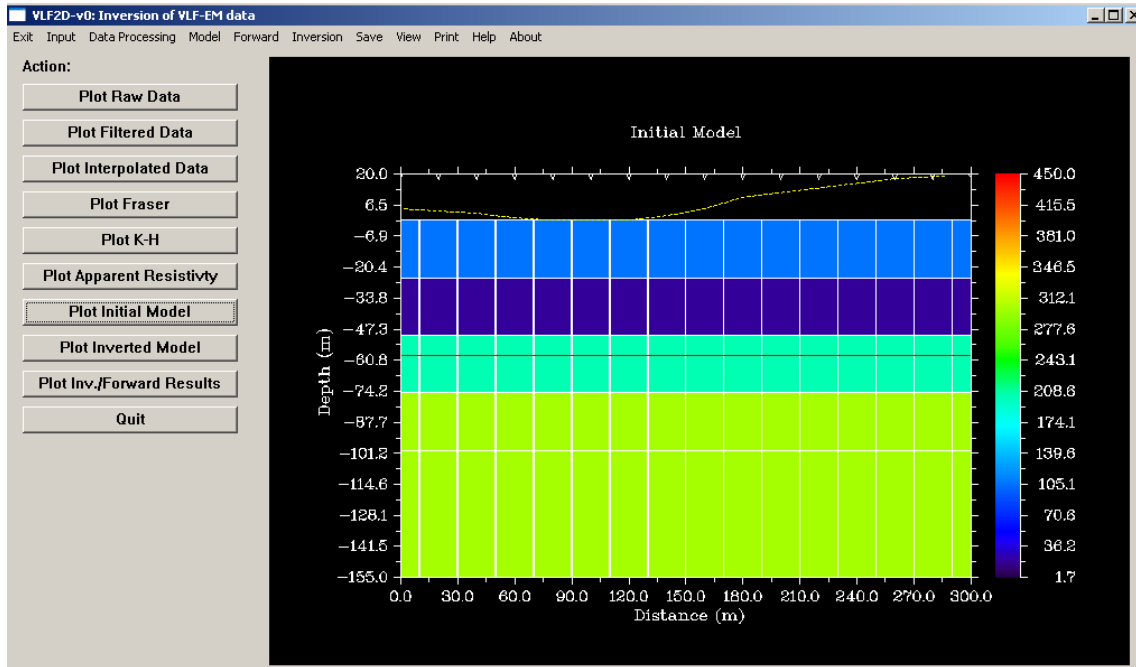 VLF2D-v0: Inversion of VLF-EM data
Exit Input Data Processing Model Forward Inversion Save View Print Help About
Action:
Plot Raw Data
Plot Filtered Data
Plot Interpolated Data
Plot Fraser
Plot K-H
Plot Apparent Resistivty
Plot Initial Model
Plot Inverted Model
Plot Inv./Forward Results
Quit
Initial Model
20.0
6.5
-6.9
-20.4
-33.8
-47.3
-60.8
-74.2
-87.7
-101.2
-114.6
-128.1
-141.5
-155.0
Depth (m)
0.0 30.0 60.0 90.0 120.0 150.0 180.0 210.0 240.0 270.0 300.0
Distance (m)
450.0
415.5
381.0
346.5
312.1
277.6
243.1
208.6
174.1
139.6
105.1
70.6
36.2
1.7